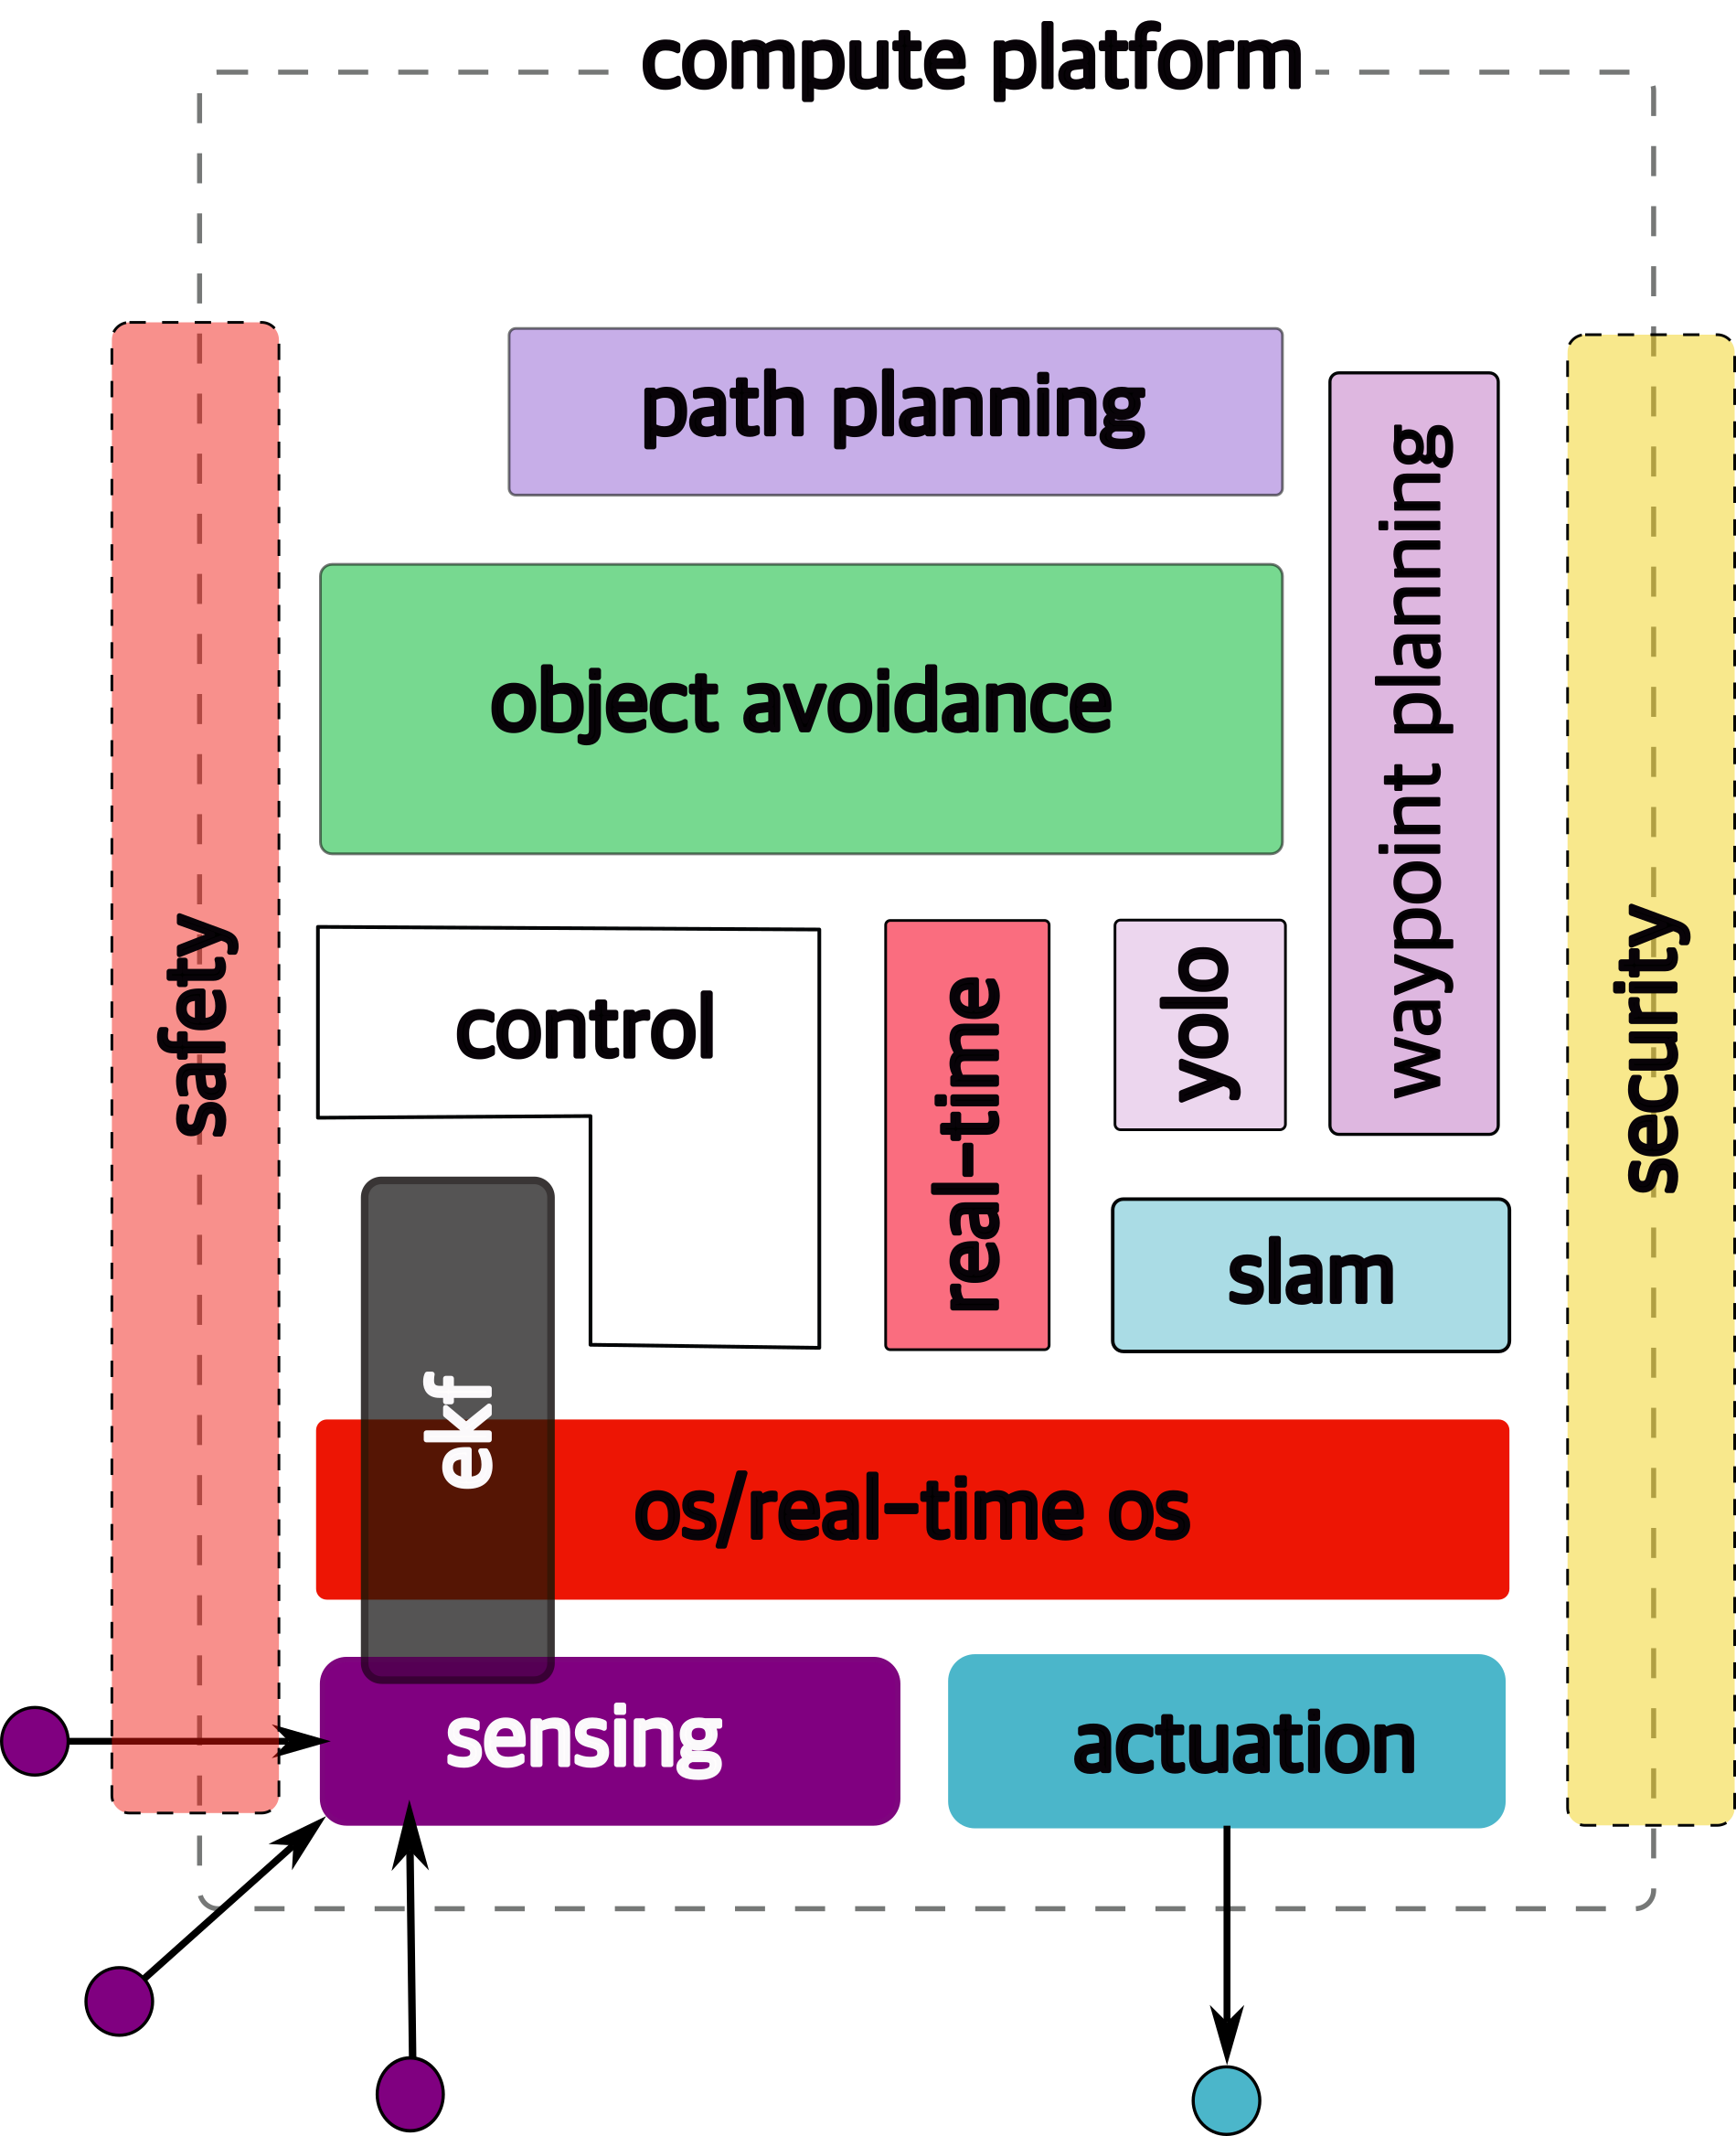 compute platform
path planning
waypoint planning
object avoidance
safety
security
control
real-time
yolo
slam
ekf
os/real-time os
sensing
actuation